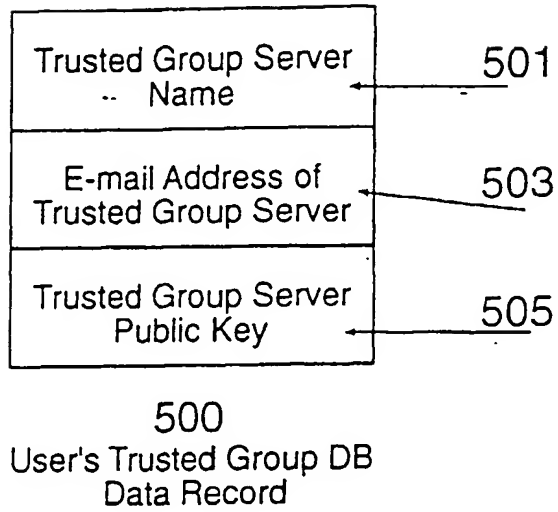 Trusted Group Server
Name
501
E-mail Address of
Trusted Group Server
503
Trusted Group Server
Public Key
505
500
User's Trusted Group DB
Data Record